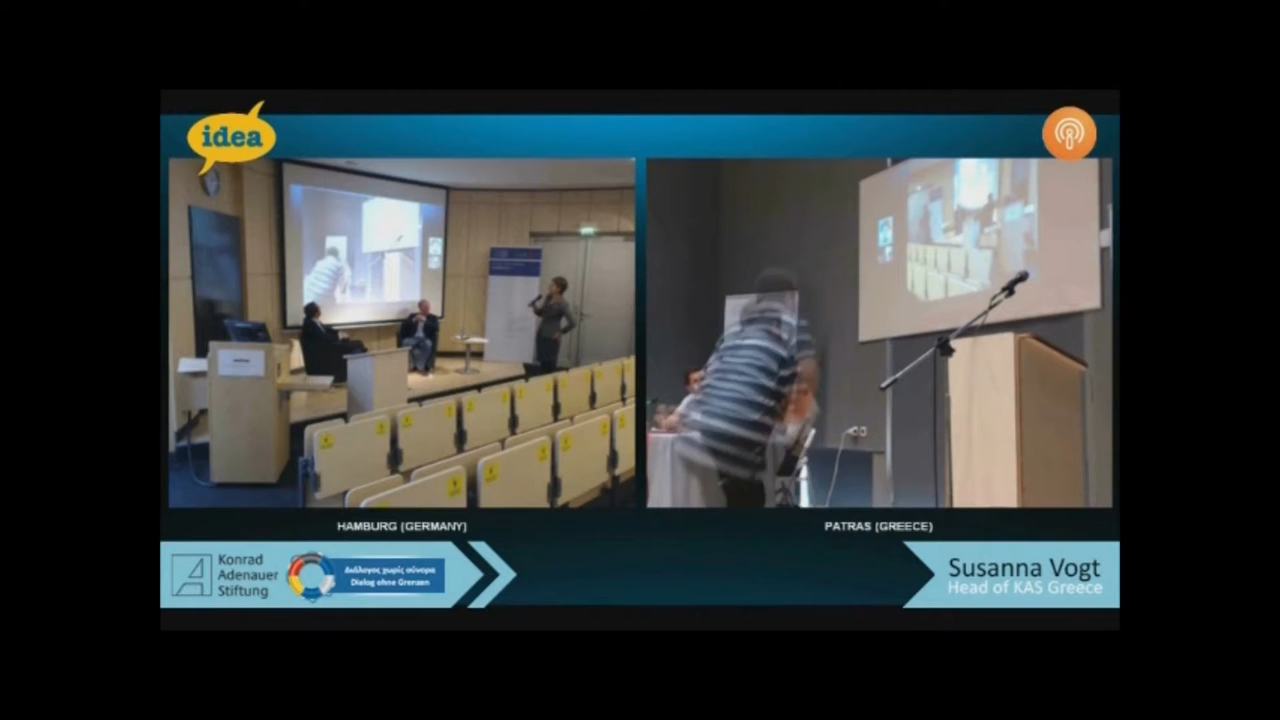 idea
HAMBURG (GERMANY)
PATRAS (GREECE)
Konrad
Adenauer
Stiftung
Διάλογος χωρίς σύνορα
Dialog ohne Grenzen
Susanna Vogt
Head of KAS Greece